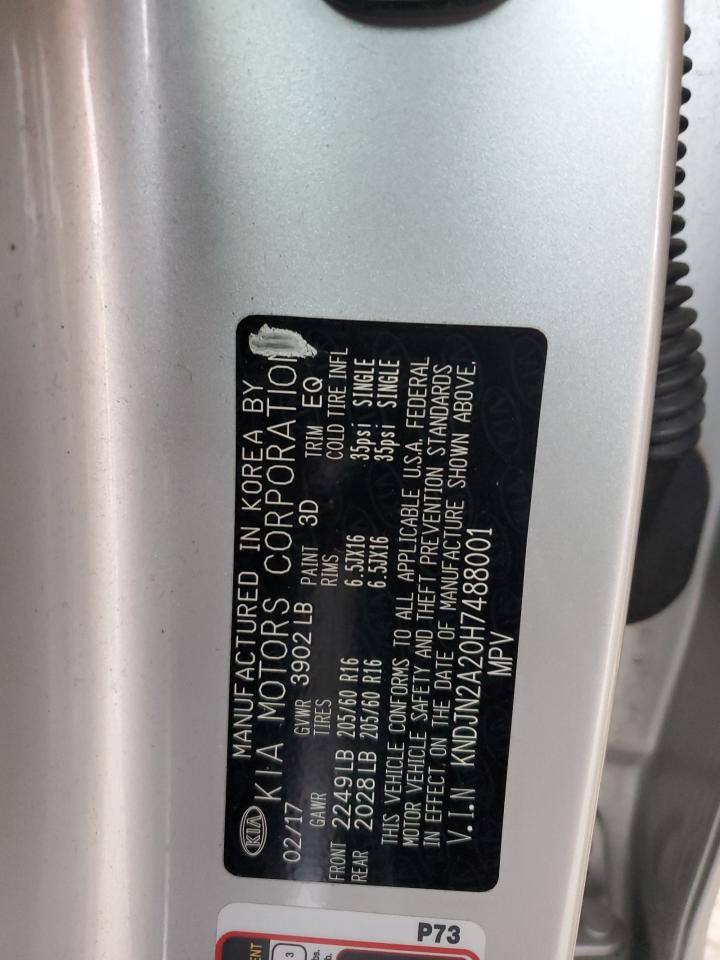 KIA
MANUFACTURED IN KOREA BY
KIA MOTORS CORPORATION
02/17 GVWR 3902 LB PAINT 3D TRIM EQ
GAWR TIRES RIMS COLD TIRE INFL
FRONT 2249 LB 205/60 R16 6.5JX16 35psi SINGLE
REAR 2028 LB 205/60 R16 6.5JX16 35psi SINGLE
THIS VEHICLE CONFORMS TO ALL APPLICABLE U.S.A. FEDERAL
MOTOR VEHICLE SAFETY AND THEFT PREVENTION STANDARDS
IN EFFECT ON THE DATE OF MANUFACTURE SHOWN ABOVE.
V.I.N KNDJN2A20H7488001
MPV
P73
3